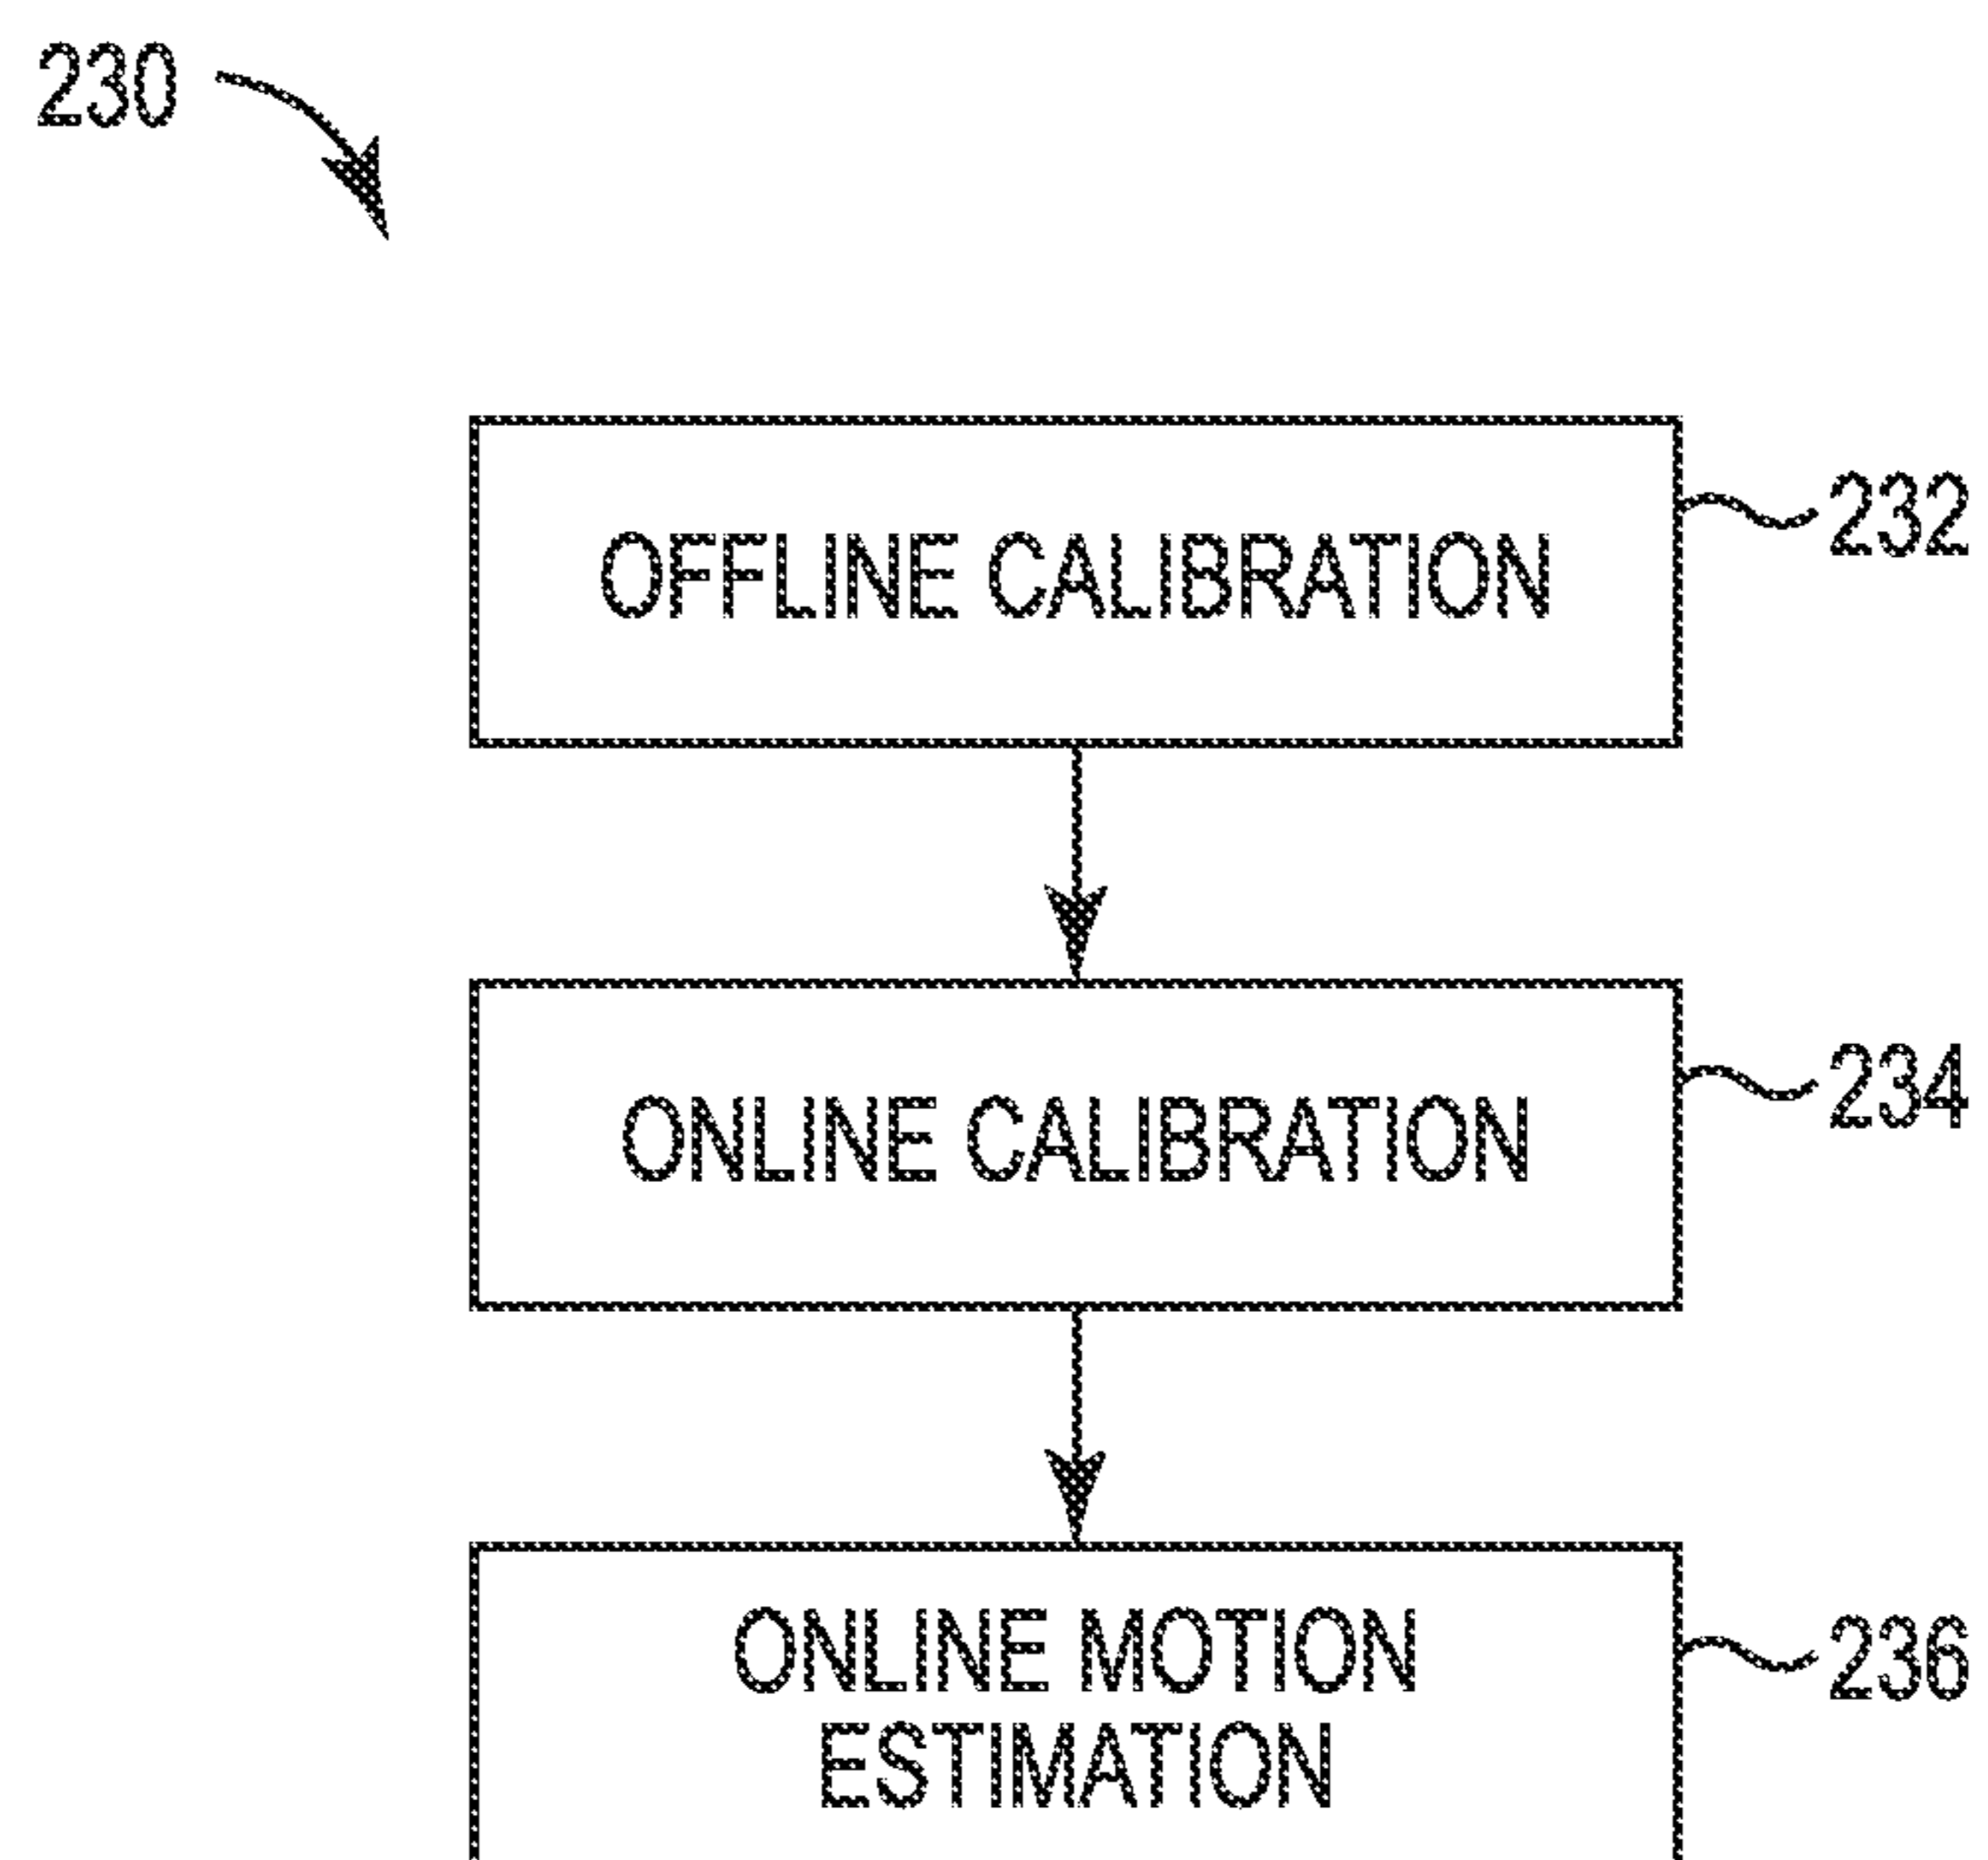 230
OFFLINE CALIBRATION
232
ONLINE CALIBRATION
234
ONLINE MOTION
ESTIMATION
236